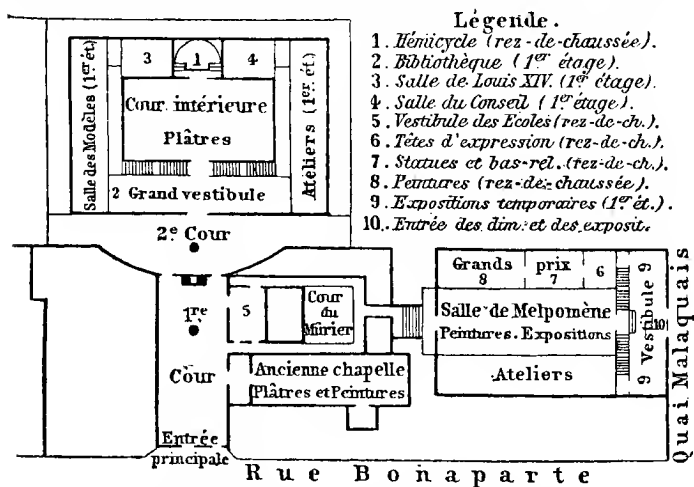 Légende.
1. Hémicycle (rez-de-chaussée).
2. Bibliothèque (1er étage).
3. Salle de Louis XIV. (1er étage).
4. Salle du Conseil (1er étage).
5. Vestibule des Ecoles (rez-de-ch.).
6. Têtes d'expression (rez-de-ch.).
7. Statues et bas-rel. (rez-de-ch.).
8. Peintures (rez-de-chaussée).
9. Expositions temporaires (1er ét.).
10. Entrée des dim. et des exposit.
3
1
4
Cour intérieure
Plâtres
Salle des Modèles (1er ét.)
Ateliers (1er ét.)
2 Grand vestibule
2e Cour
1re
Cour
5
Cour
du
Mûrier
Ancienne chapelle
Plâtres et Peintures
Grands prix 6
8 7
Salle de Melpomène
Peintures. Expositions
Ateliers
9 Vestibule 9
10
Quai Malaquais
Entrée
principale
Rue Bonaparte